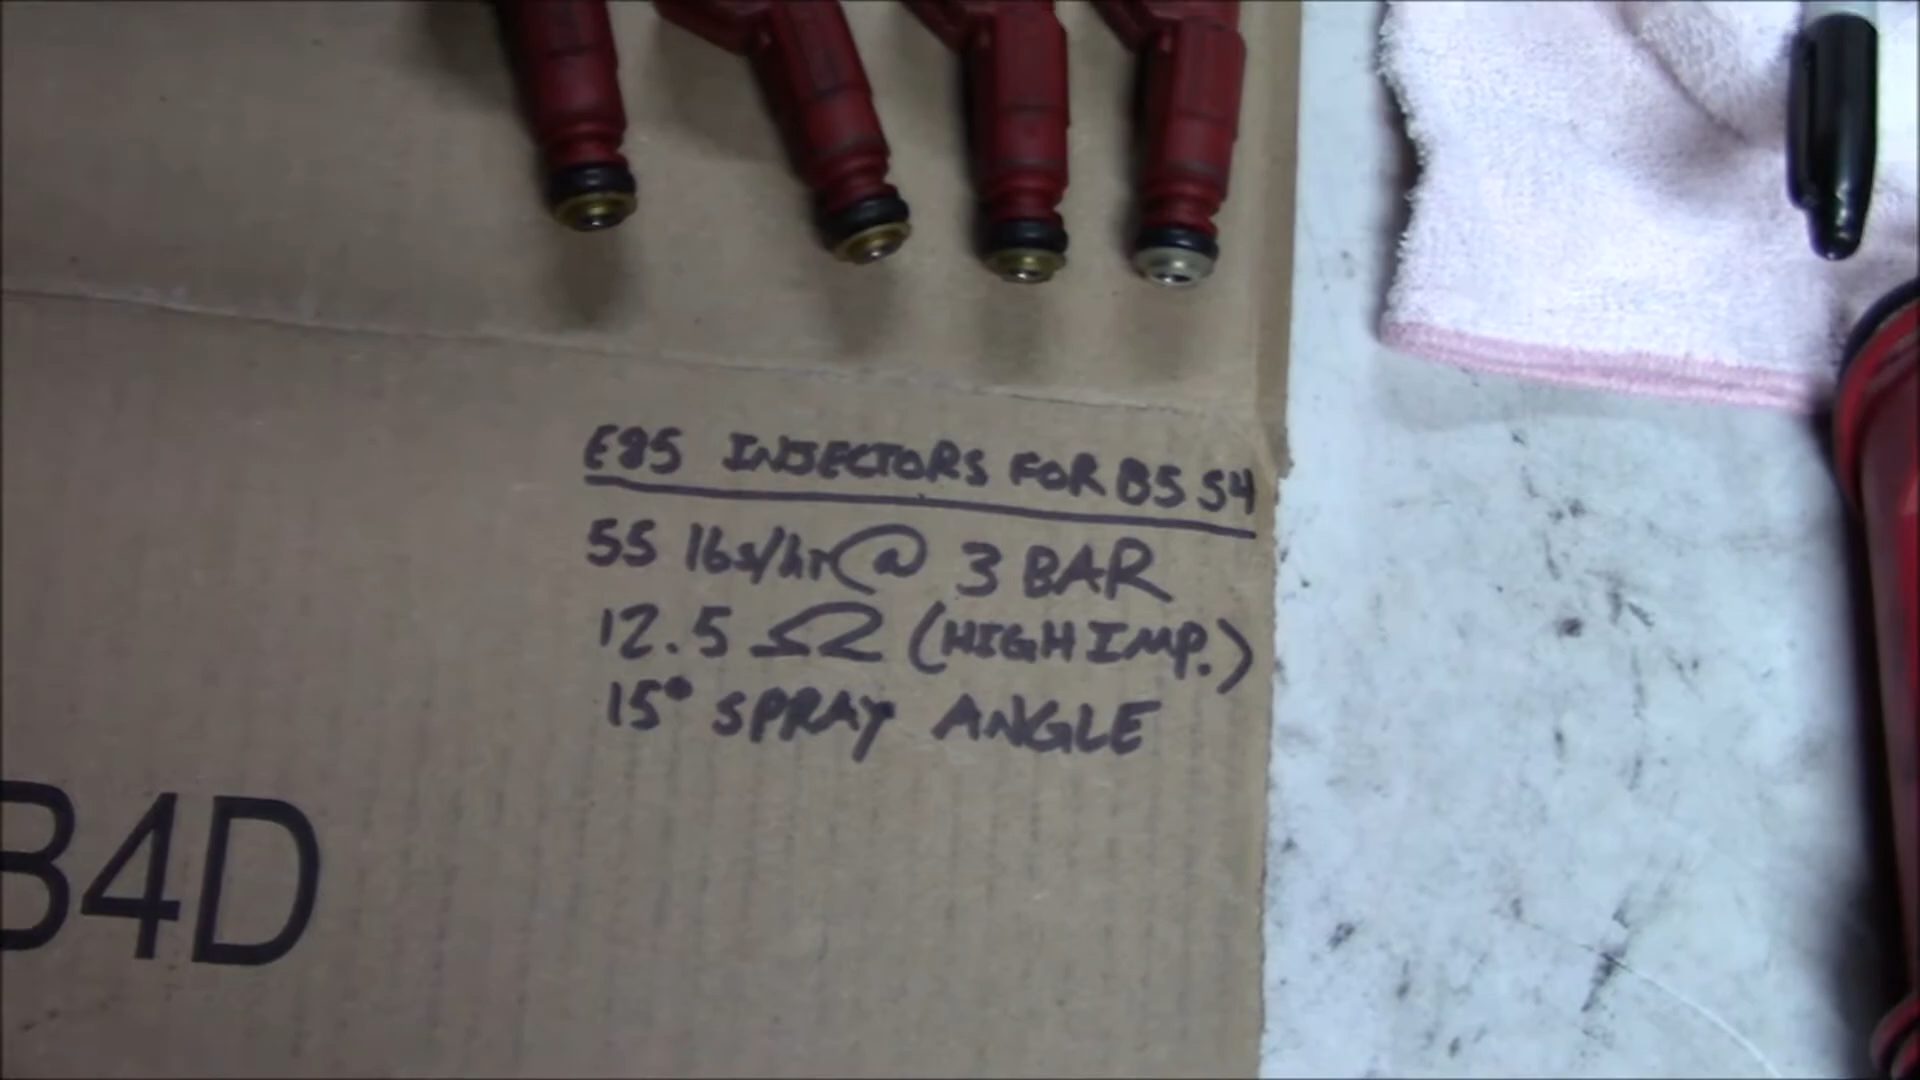 E85 INJECTORS FOR B5 S4
55 lbs/hr @ 3 BAR
12.5 Ω (HIGH IMP.)
15° SPRAY ANGLE
B4D